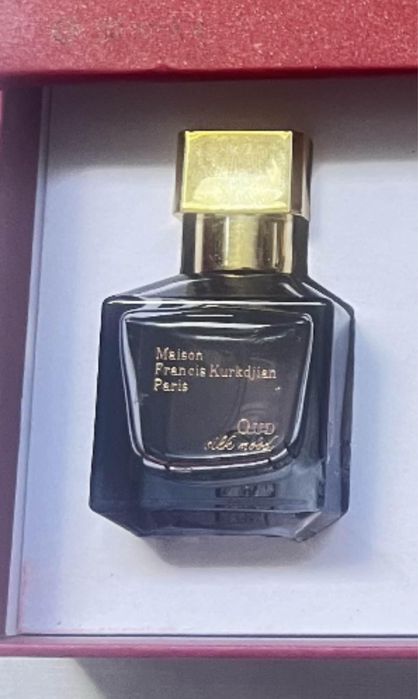 Maison
Francis Kurkdjian
Paris
OUD
silk mood